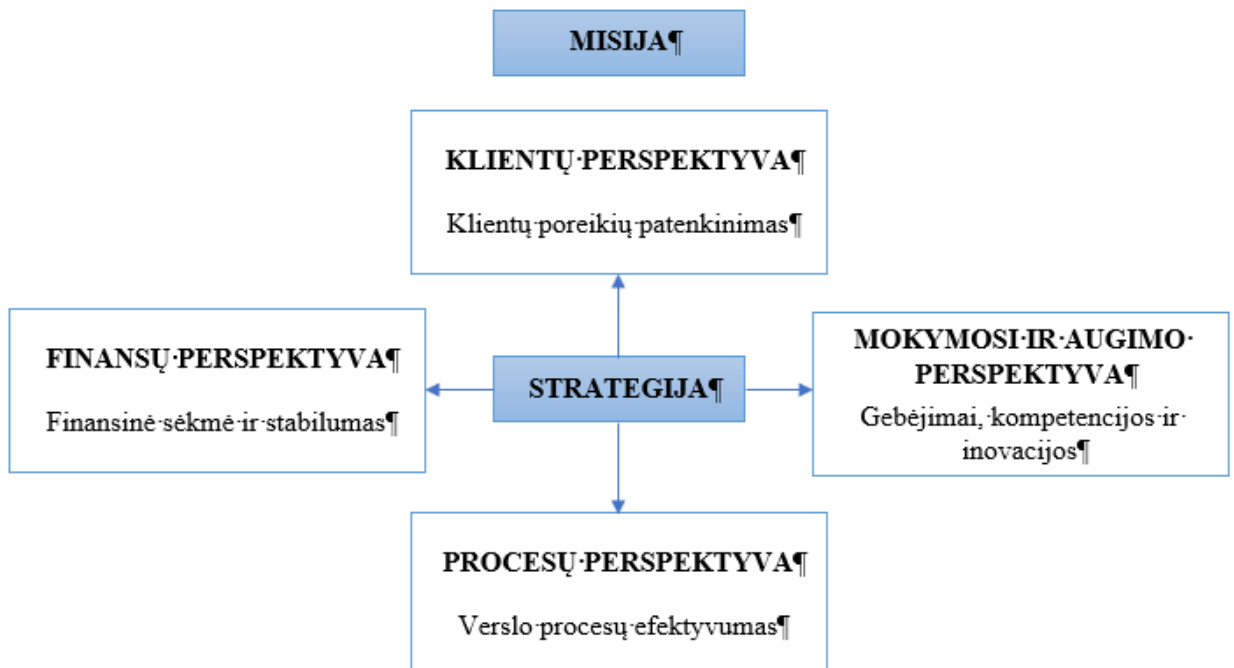 MISIJA¶
KLIENTŲ·PERSPEKTYVA¶
Klientų·poreikių·patenkinimas¶
FINANSŲ·PERSPEKTYVA¶
Finansinė·sėkmė·ir·stabilumas¶
STRATEGIJA¶
MOKYMOSI·IR·AUGIMO·
PERSPEKTYVA¶
Gebėjimai,·kompetencijos·ir·
inovacijos¶
PROCESŲ·PERSPEKTYVA¶
Verslo·procesų·efektyvumas¶